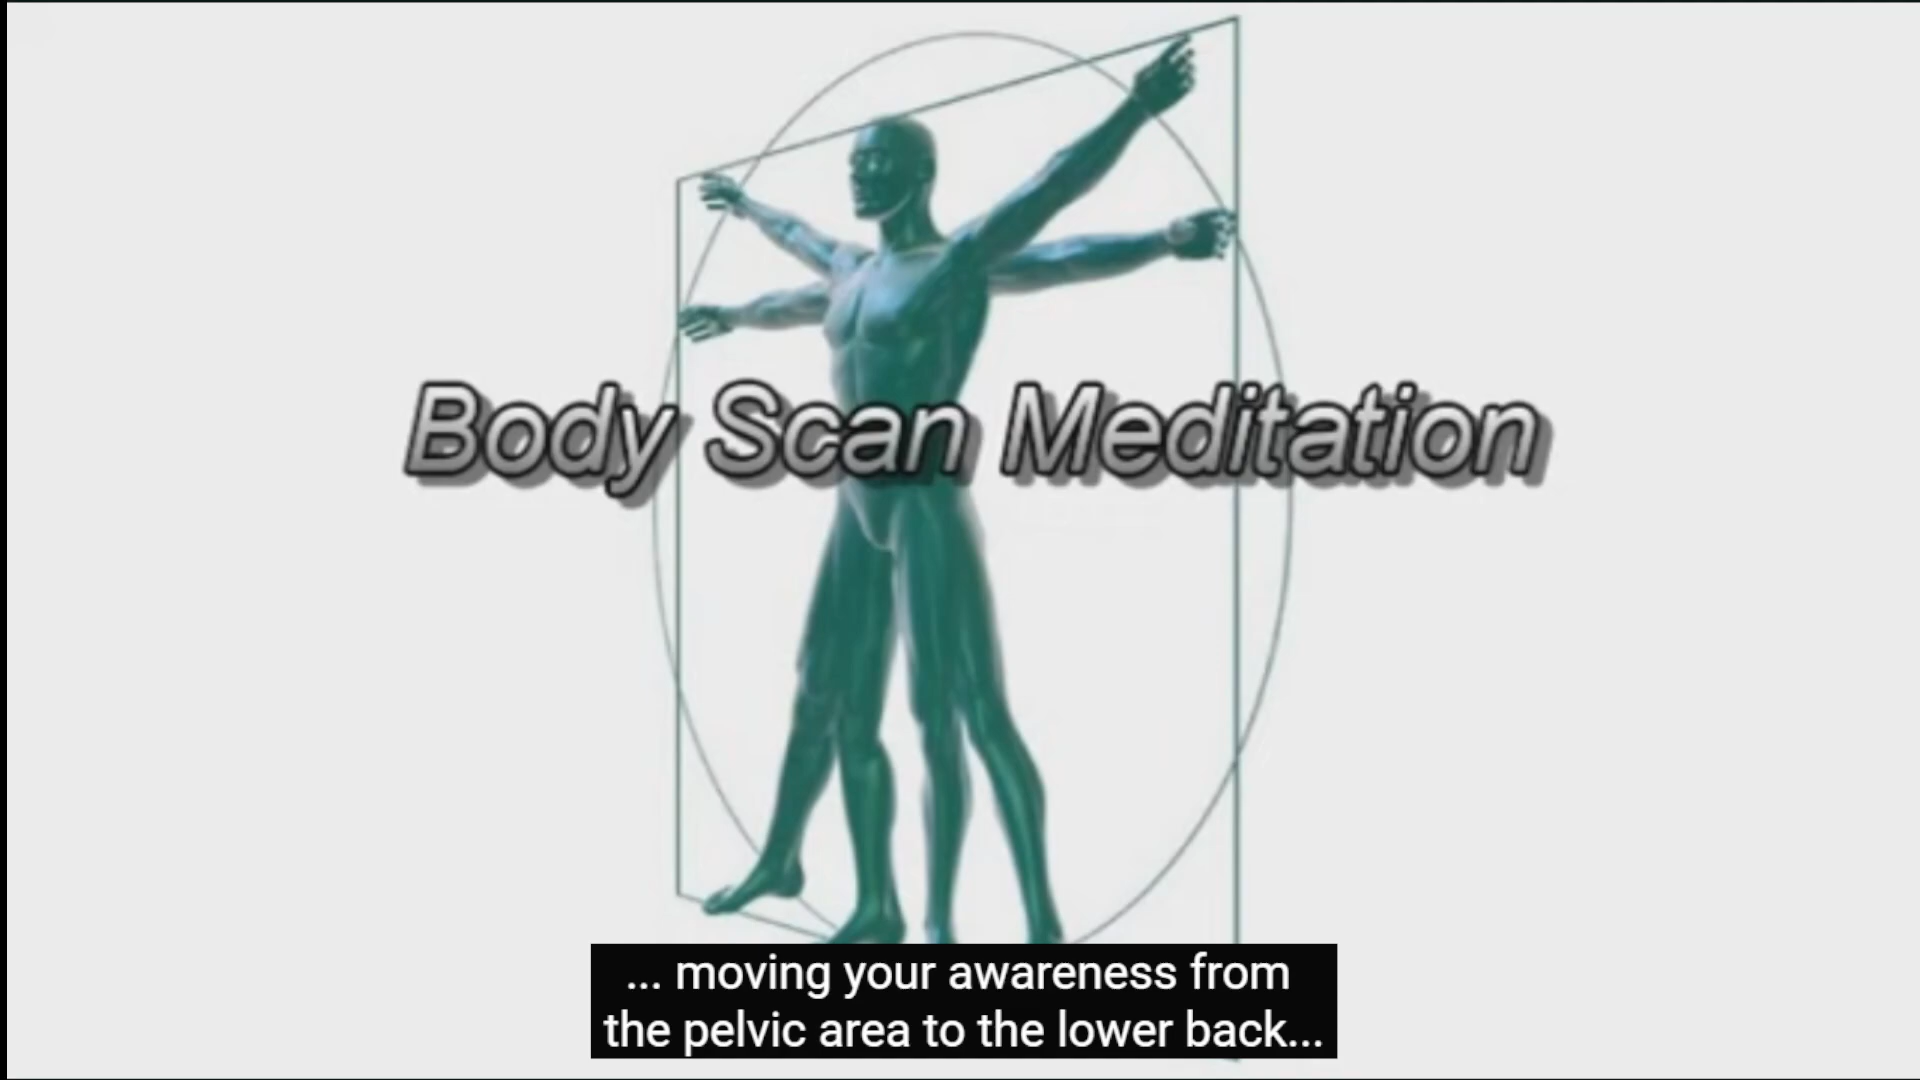 Body Scan Meditation
... moving your awareness from
the pelvic area to the lower back...